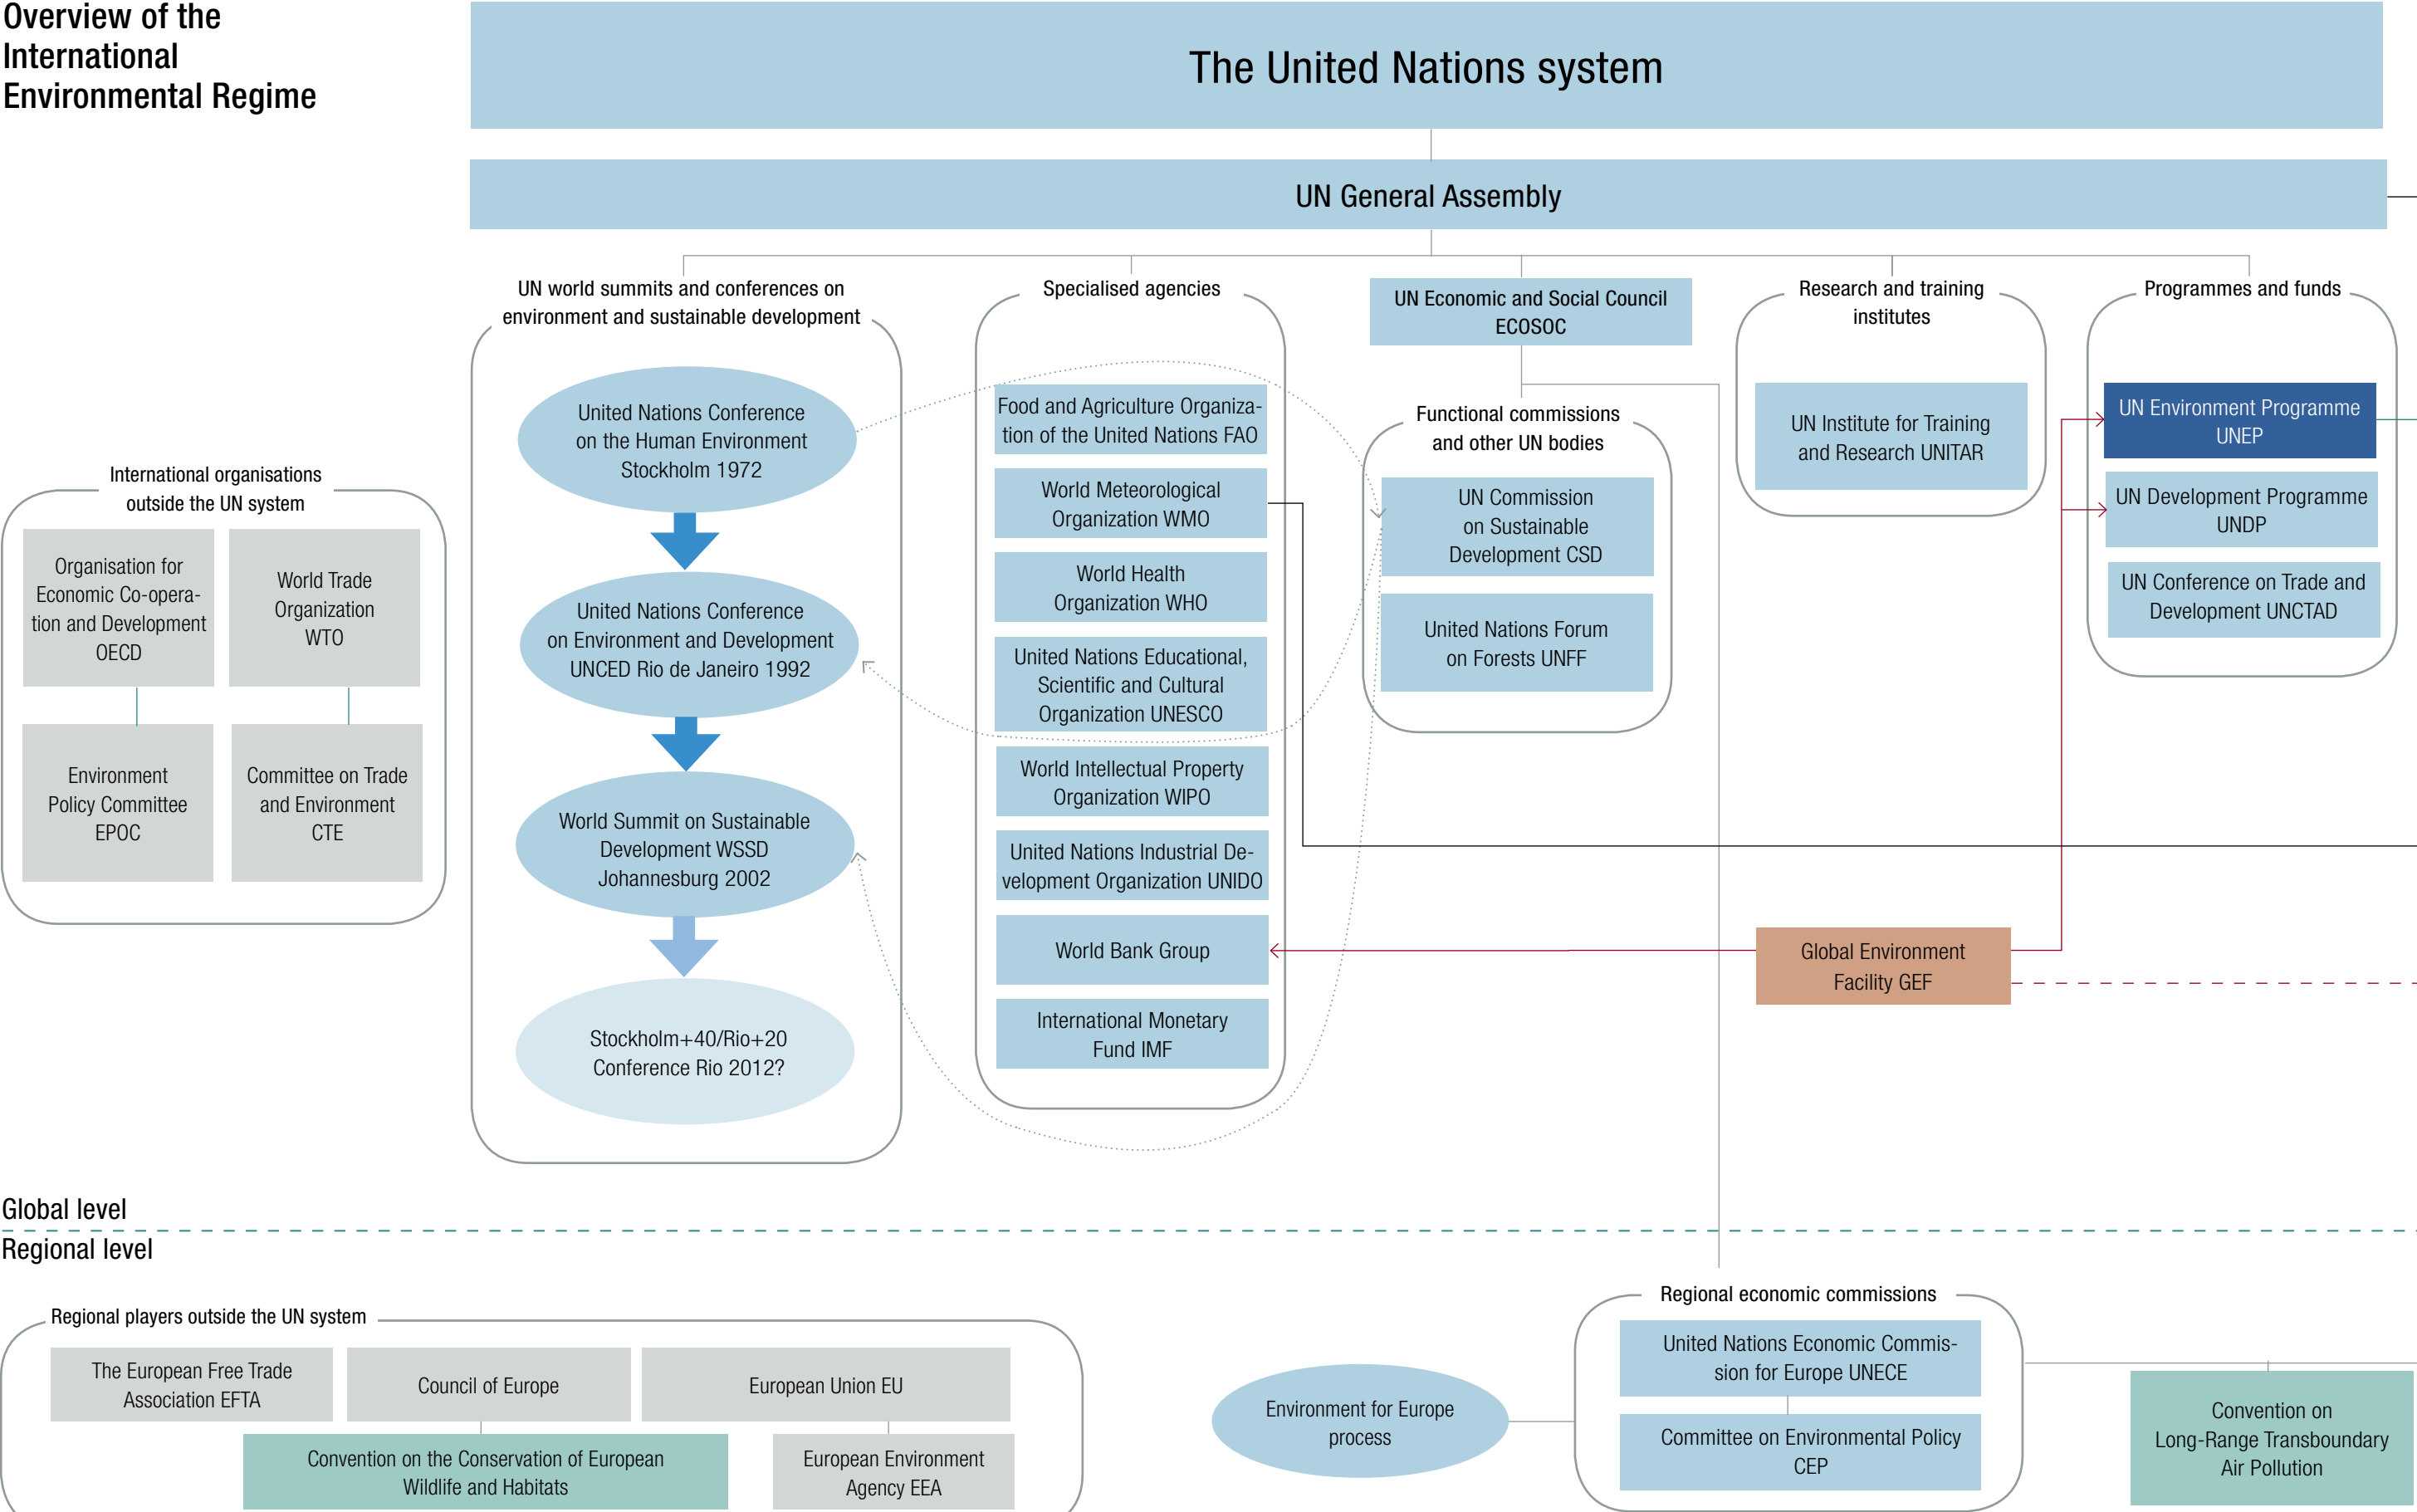 Overview of the
International
Environmental Regime
The United Nations system
UN General Assembly
UN world summits and conferences on
environment and sustainable development
United Nations Conference
on the Human Environment
Stockholm 1972
United Nations Conference
on Environment and Development
UNCED Rio de Janeiro 1992
World Summit on Sustainable
Development WSSD
Johannesburg 2002
Stockholm+40/Rio+20
Conference Rio 2012?
Specialised agencies
Food and Agriculture Organiza-
tion of the United Nations FAO
World Meteorological
Organization WMO
World Health
Organization WHO
United Nations Educational,
Scientific and Cultural
Organization UNESCO
World Intellectual Property
Organization WIPO
United Nations Industrial De-
velopment Organization UNIDO
World Bank Group
International Monetary
Fund IMF
UN Economic and Social Council
ECOSOC
Functional commissions
and other UN bodies
UN Commission
on Sustainable
Development CSD
United Nations Forum
on Forests UNFF
Research and training
institutes
UN Institute for Training
and Research UNITAR
Programmes and funds
UN Environment Programme
UNEP
UN Development Programme
UNDP
UN Conference on Trade and
Development UNCTAD
International organisations
outside the UN system
Organisation for
Economic Co-opera-
tion and Development
OECD
World Trade
Organization
WTO
Environment
Policy Committee
EPOC
Committee on Trade
and Environment
CTE
Global Environment
Facility GEF
Global level
Regional level
Regional players outside the UN system
The European Free Trade
Association EFTA
Council of Europe
European Union EU
Convention on the Conservation of European
Wildlife and Habitats
European Environment
Agency EEA
Environment for Europe
process
Regional economic commissions
United Nations Economic Commis-
sion for Europe UNECE
Committee on Environmental Policy
CEP
Convention on
Long-Range Transboundary
Air Pollution